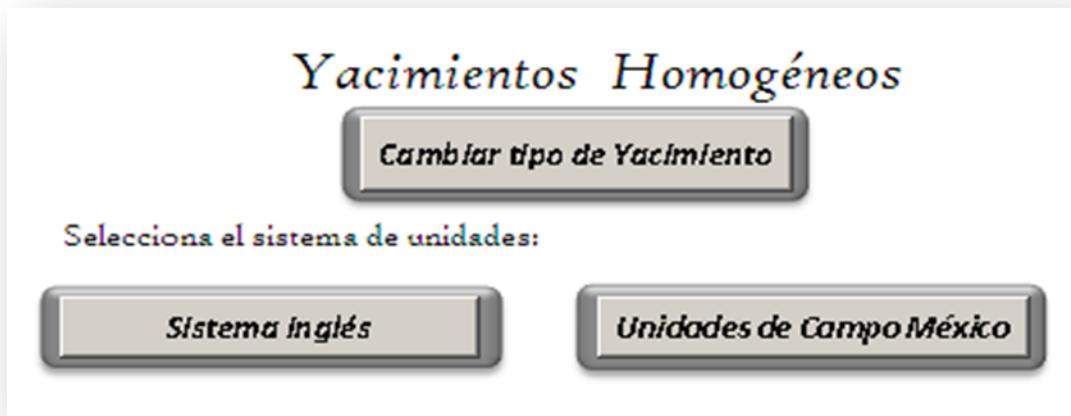 Yacimientos Homogéneos
Cambiar tipo de Yacimiento
Selecciona el sistema de unidades:
Sistema inglés
Unidades de Campo México